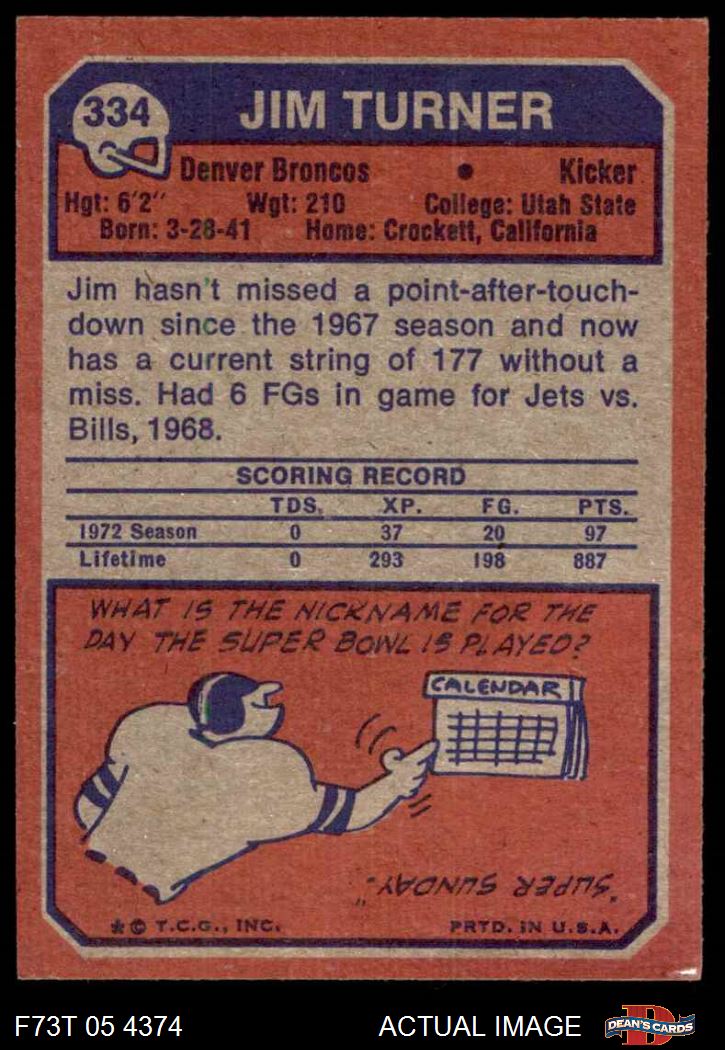 334
JIM TURNER
Denver Broncos • Kicker
Hgt: 6'2" Wgt: 210 College: Utah State
Born: 3-28-41 Home: Crockett, California
Jim hasn't missed a point-after-touch-
down since the 1967 season and now
has a current string of 177 without a
miss. Had 6 FGs in game for Jets vs.
Bills, 1968.
SCORING RECORD
TDS. XP. FG. PTS.
1972 Season 0 37 20 97
Lifetime 0 293 198 887
WHAT IS THE NICKNAME FOR THE
DAY THE SUPER BOWL IS PLAYED?
CALENDAR
"SUPER SUNDAY."
* © T.C.G., INC. PRTD. IN U.S.A.
F73T 05 4374 ACTUAL IMAGE
D
DEAN'S CARDS